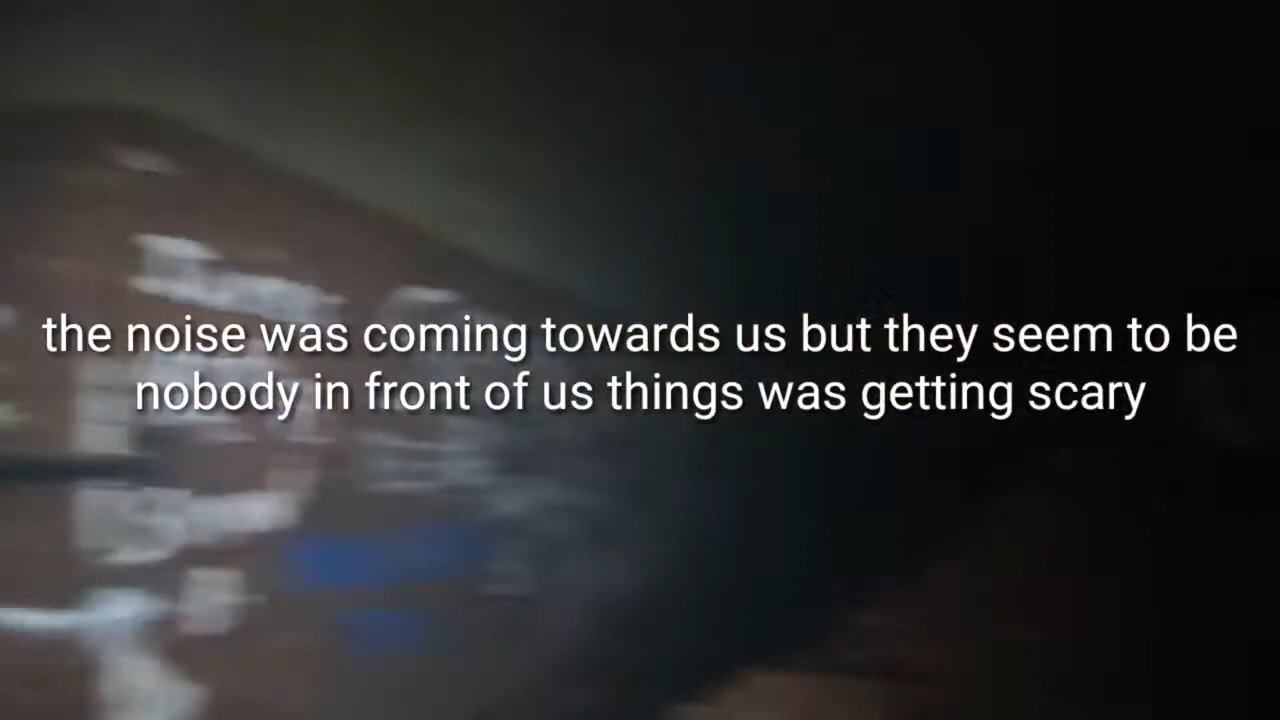 the noise was coming towards us but they seem to be
nobody in front of us things was getting scary